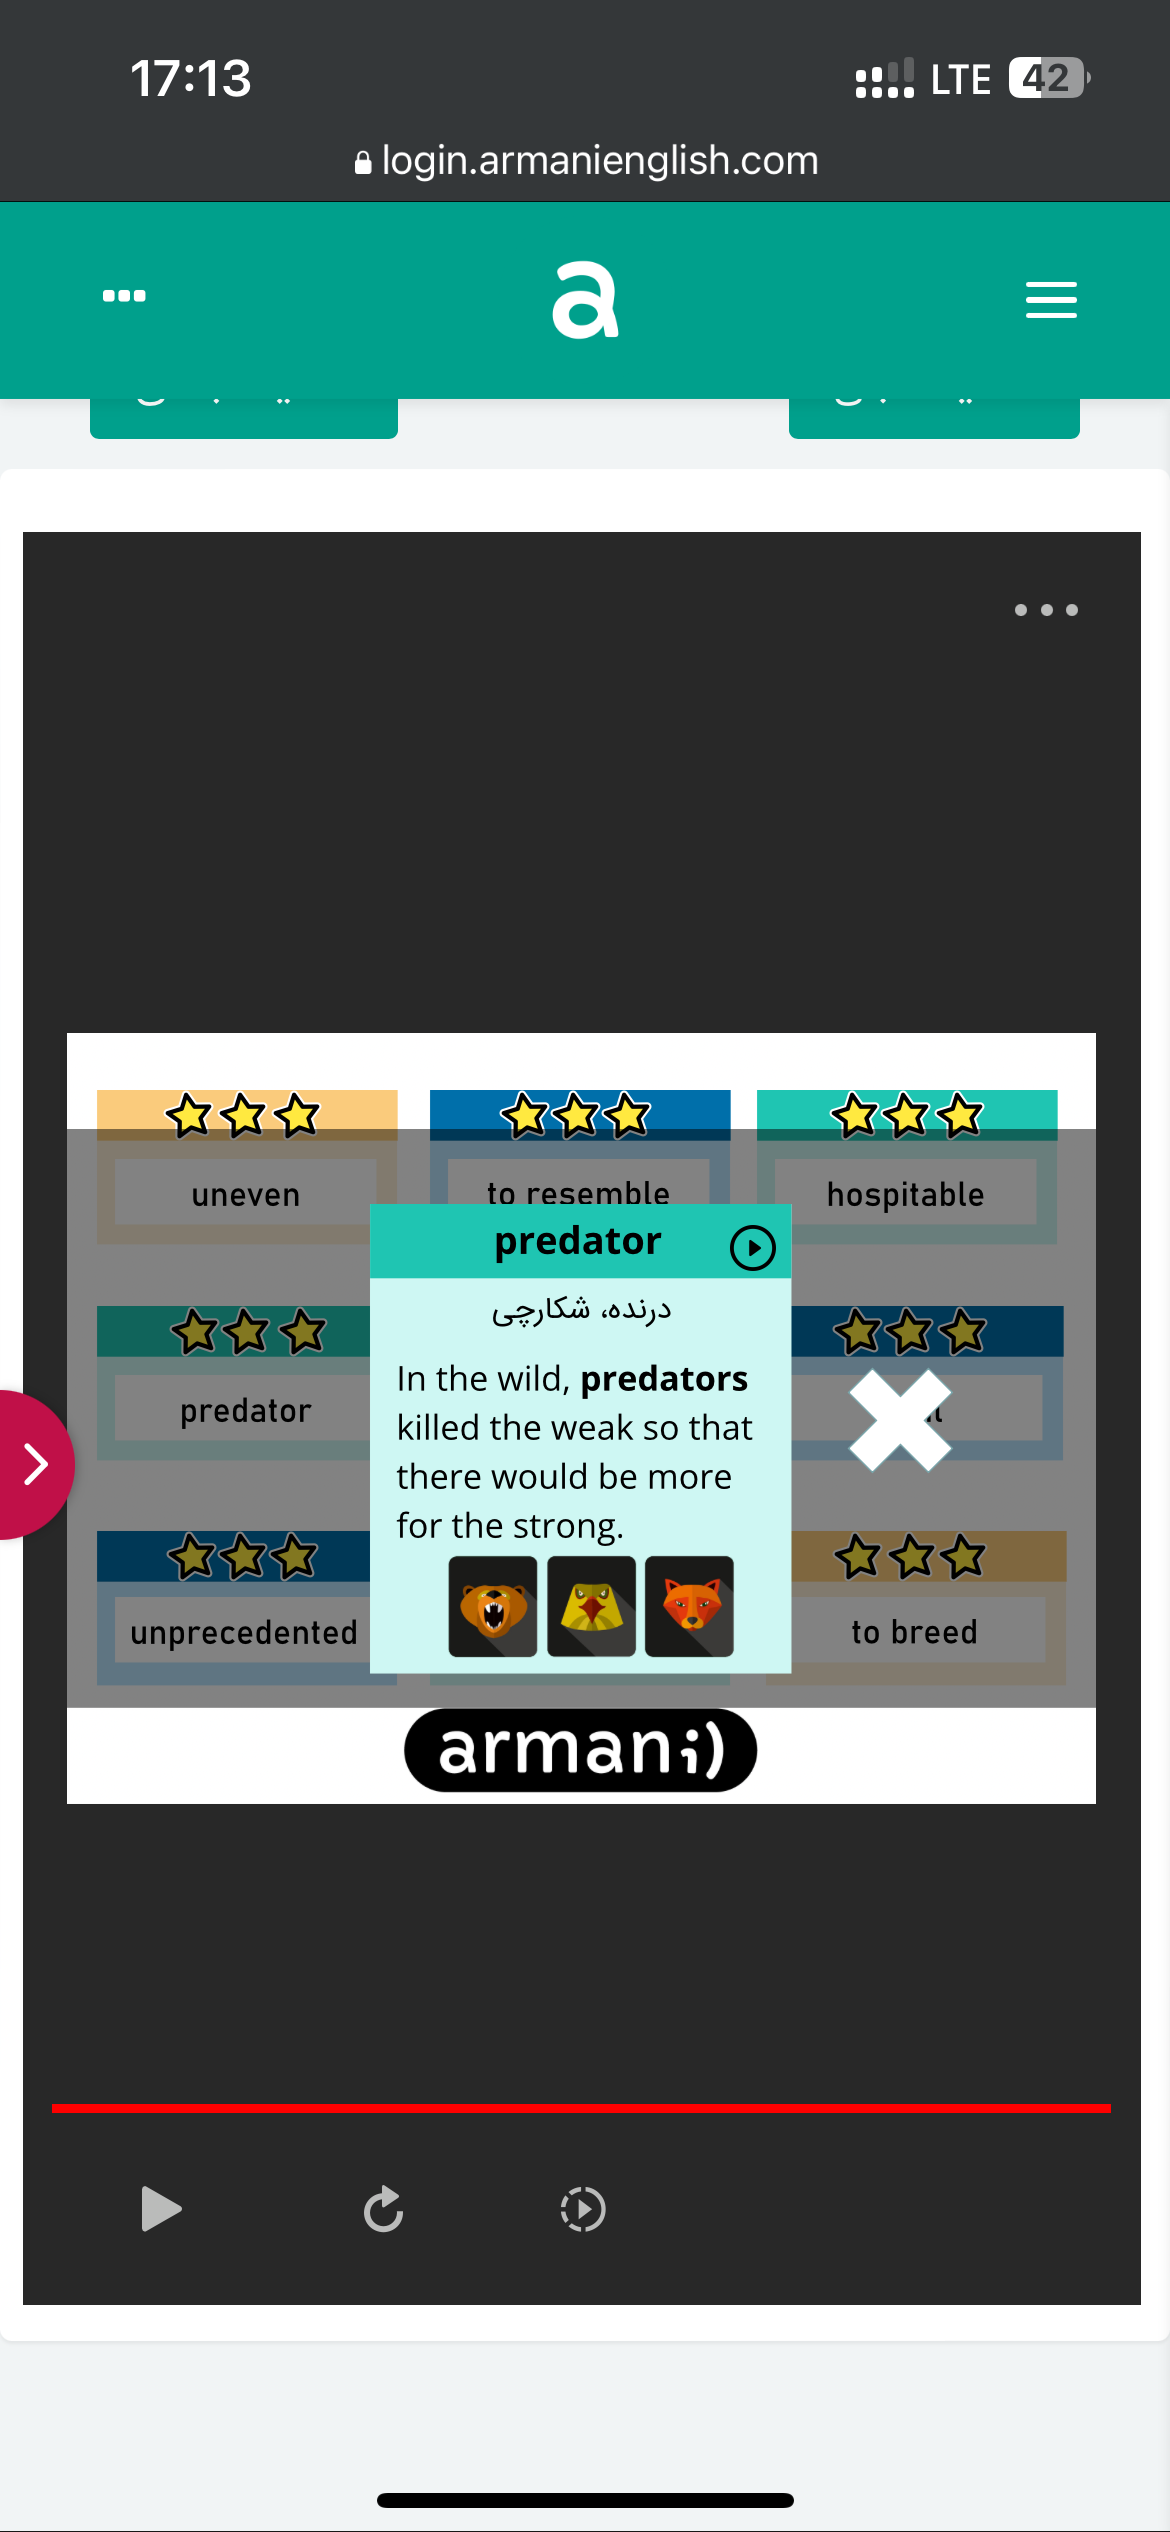 17:13
LTE 42
login.armanienglish.com
a
uneven
to resemble
hospitable
predator
درنده، شکارچی
In the wild, predators
killed the weak so that
there would be more
for the strong.
predator
unprecedented
to breed
armani)